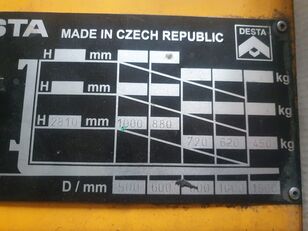 STA MADE IN CZECH REPUBLIC DESTA
H mm
kg
H mm
kg
H 2810 mm 1000 880
720 620 450 kg
D / mm 500 600